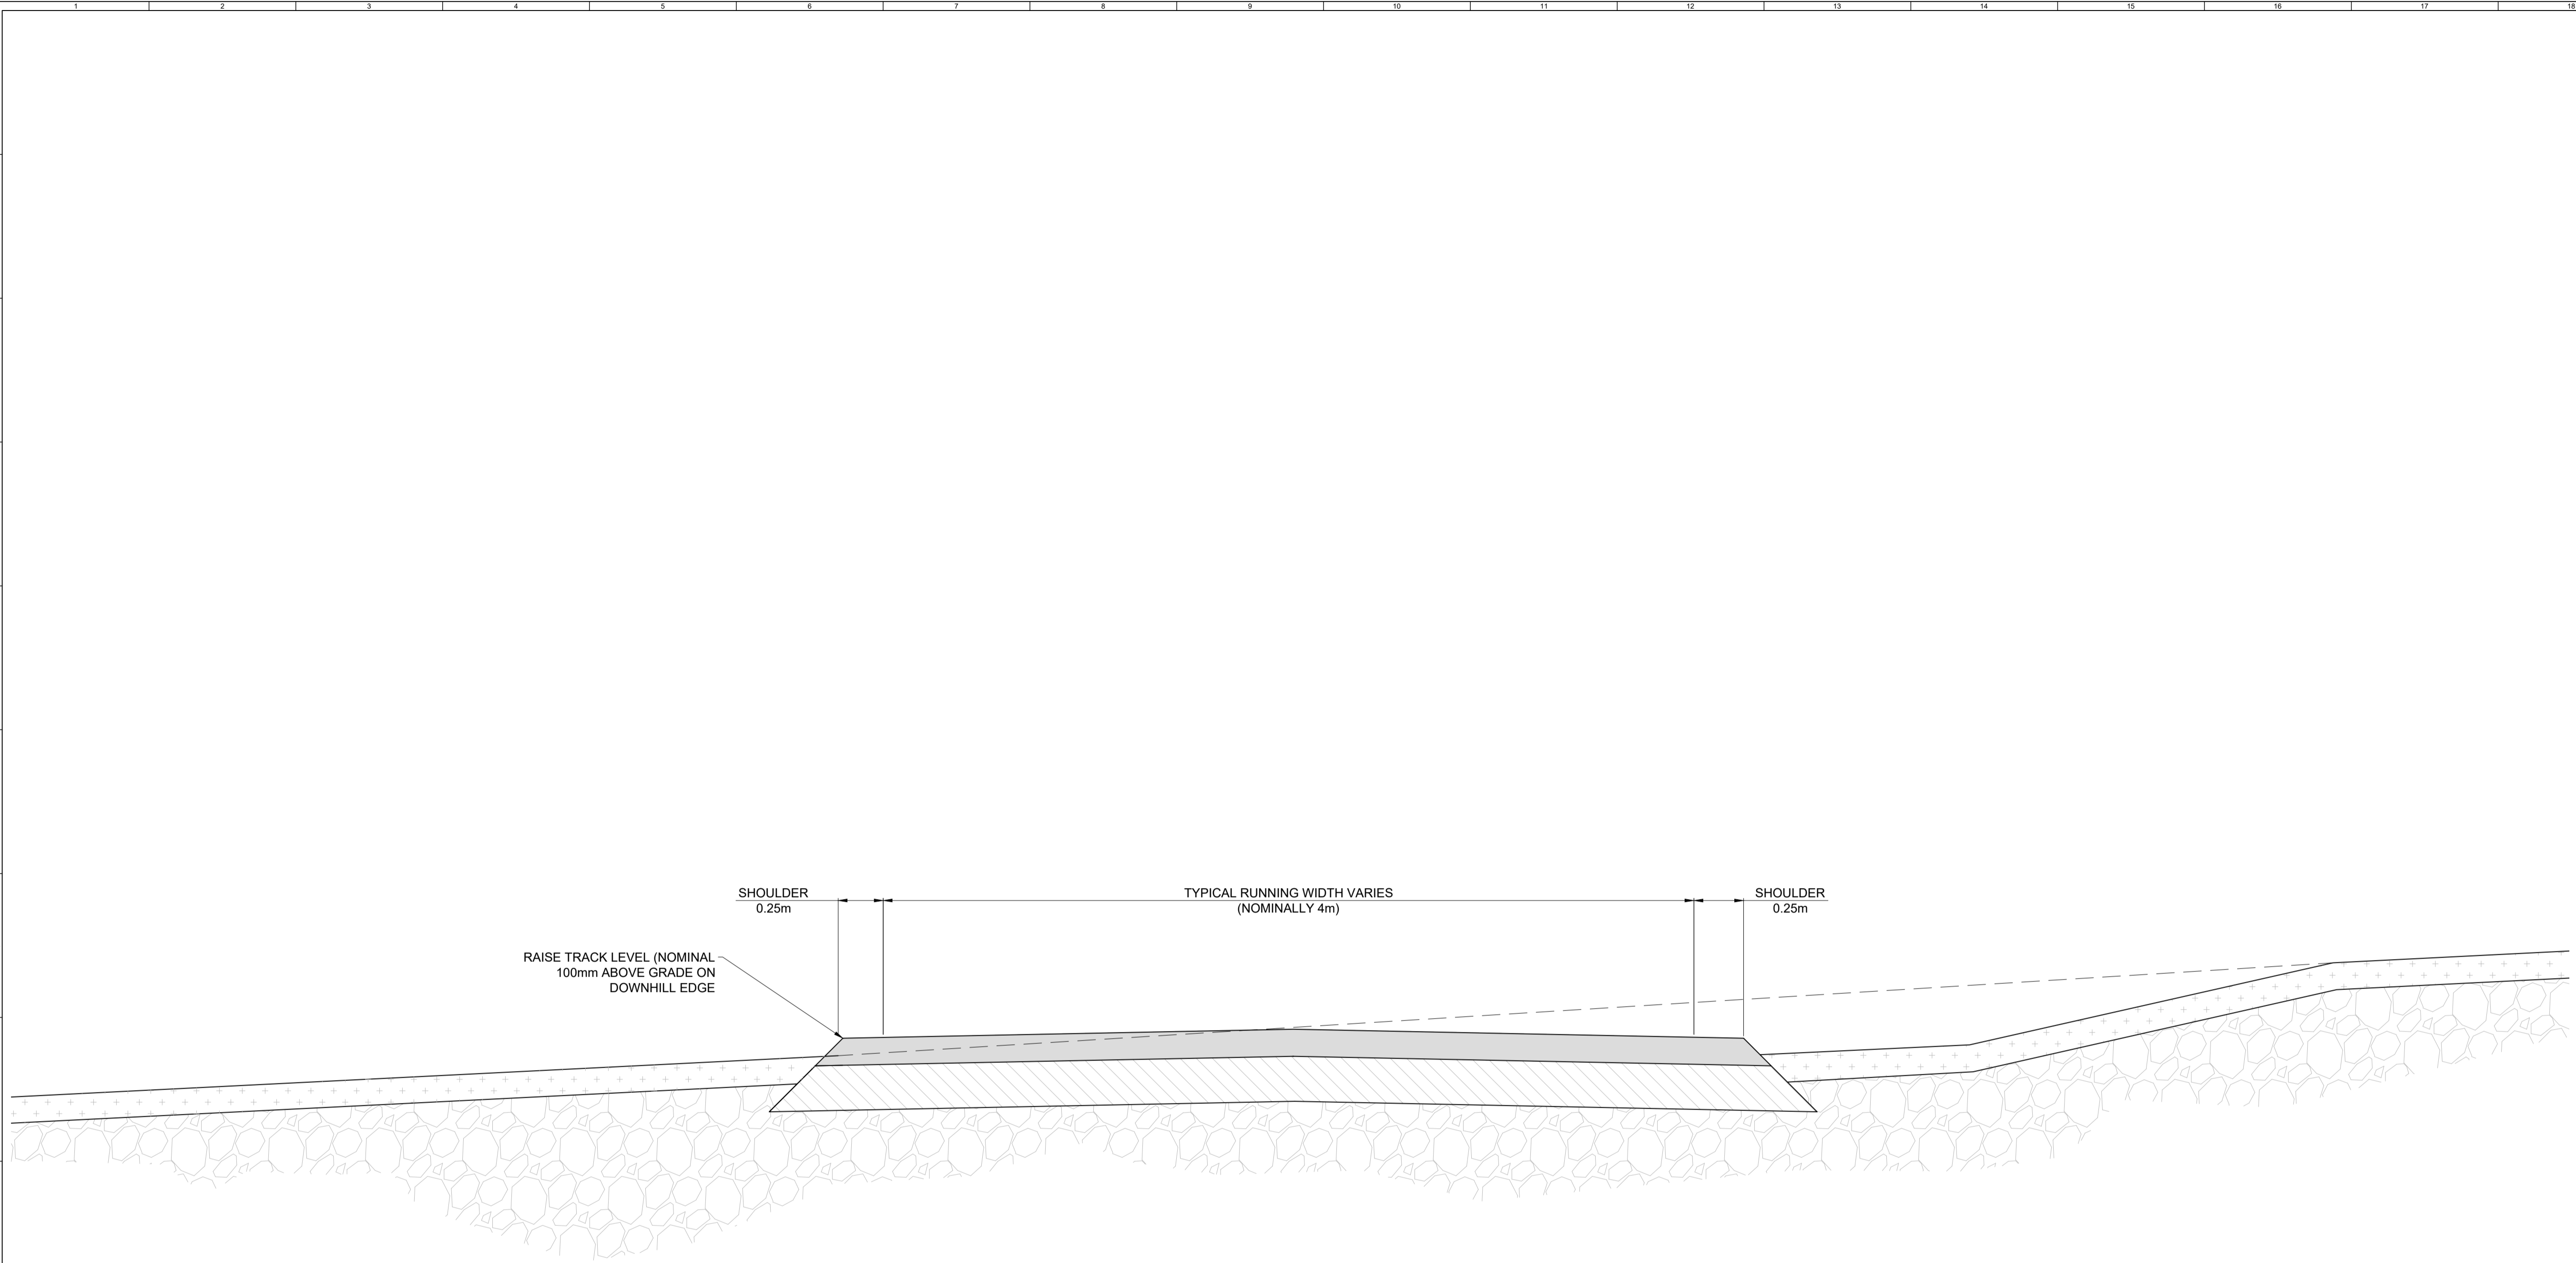 1 2 3 4 5 6 7 8 9 10 11 12 13 14 15 16 17 18
SHOULDER
0.25m
TYPICAL RUNNING WIDTH VARIES
(NOMINALLY 4m)
SHOULDER
0.25m
RAISE TRACK LEVEL (NOMINAL
100mm ABOVE GRADE ON
DOWNHILL EDGE